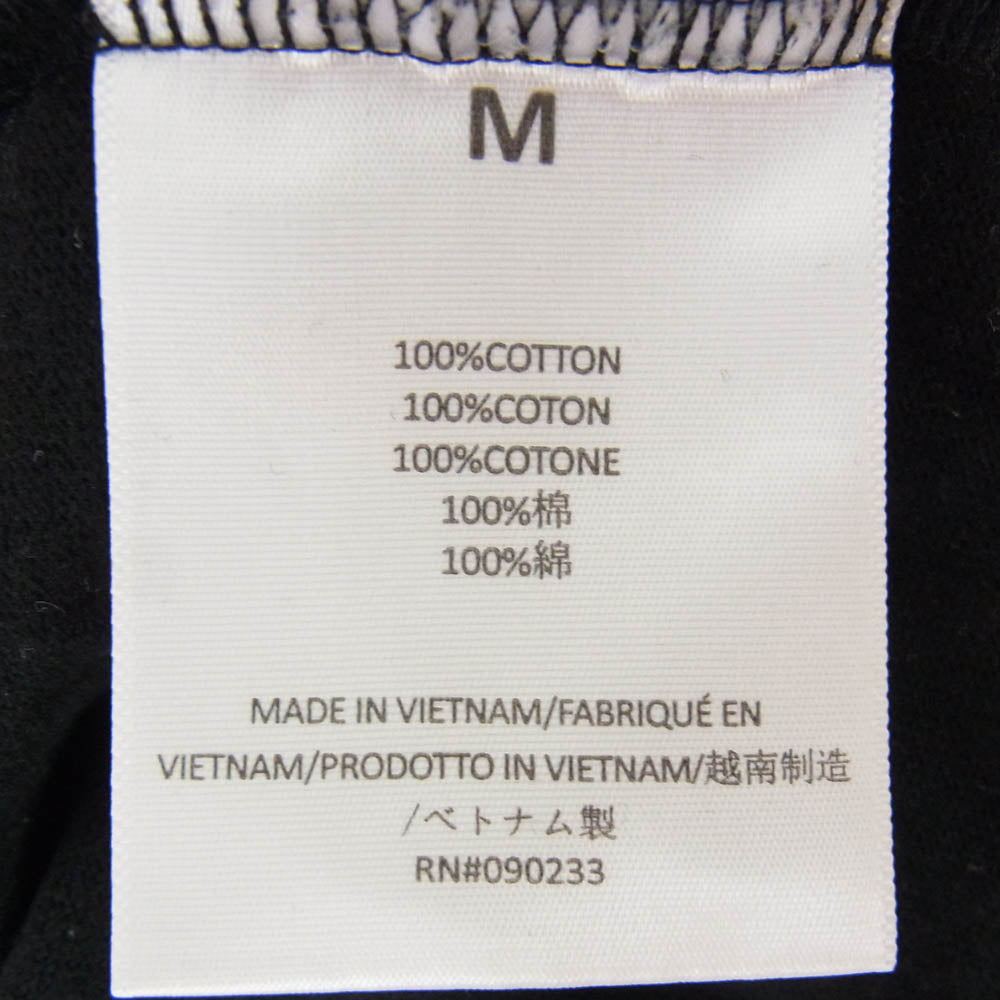 M
100%COTTON
100%COTON
100%COTONE
100%棉
100%綿
MADE IN VIETNAM/FABRIQUÉ EN
VIETNAM/PRODOTTO IN VIETNAM/越南制造
/ベトナム製
RN#090233